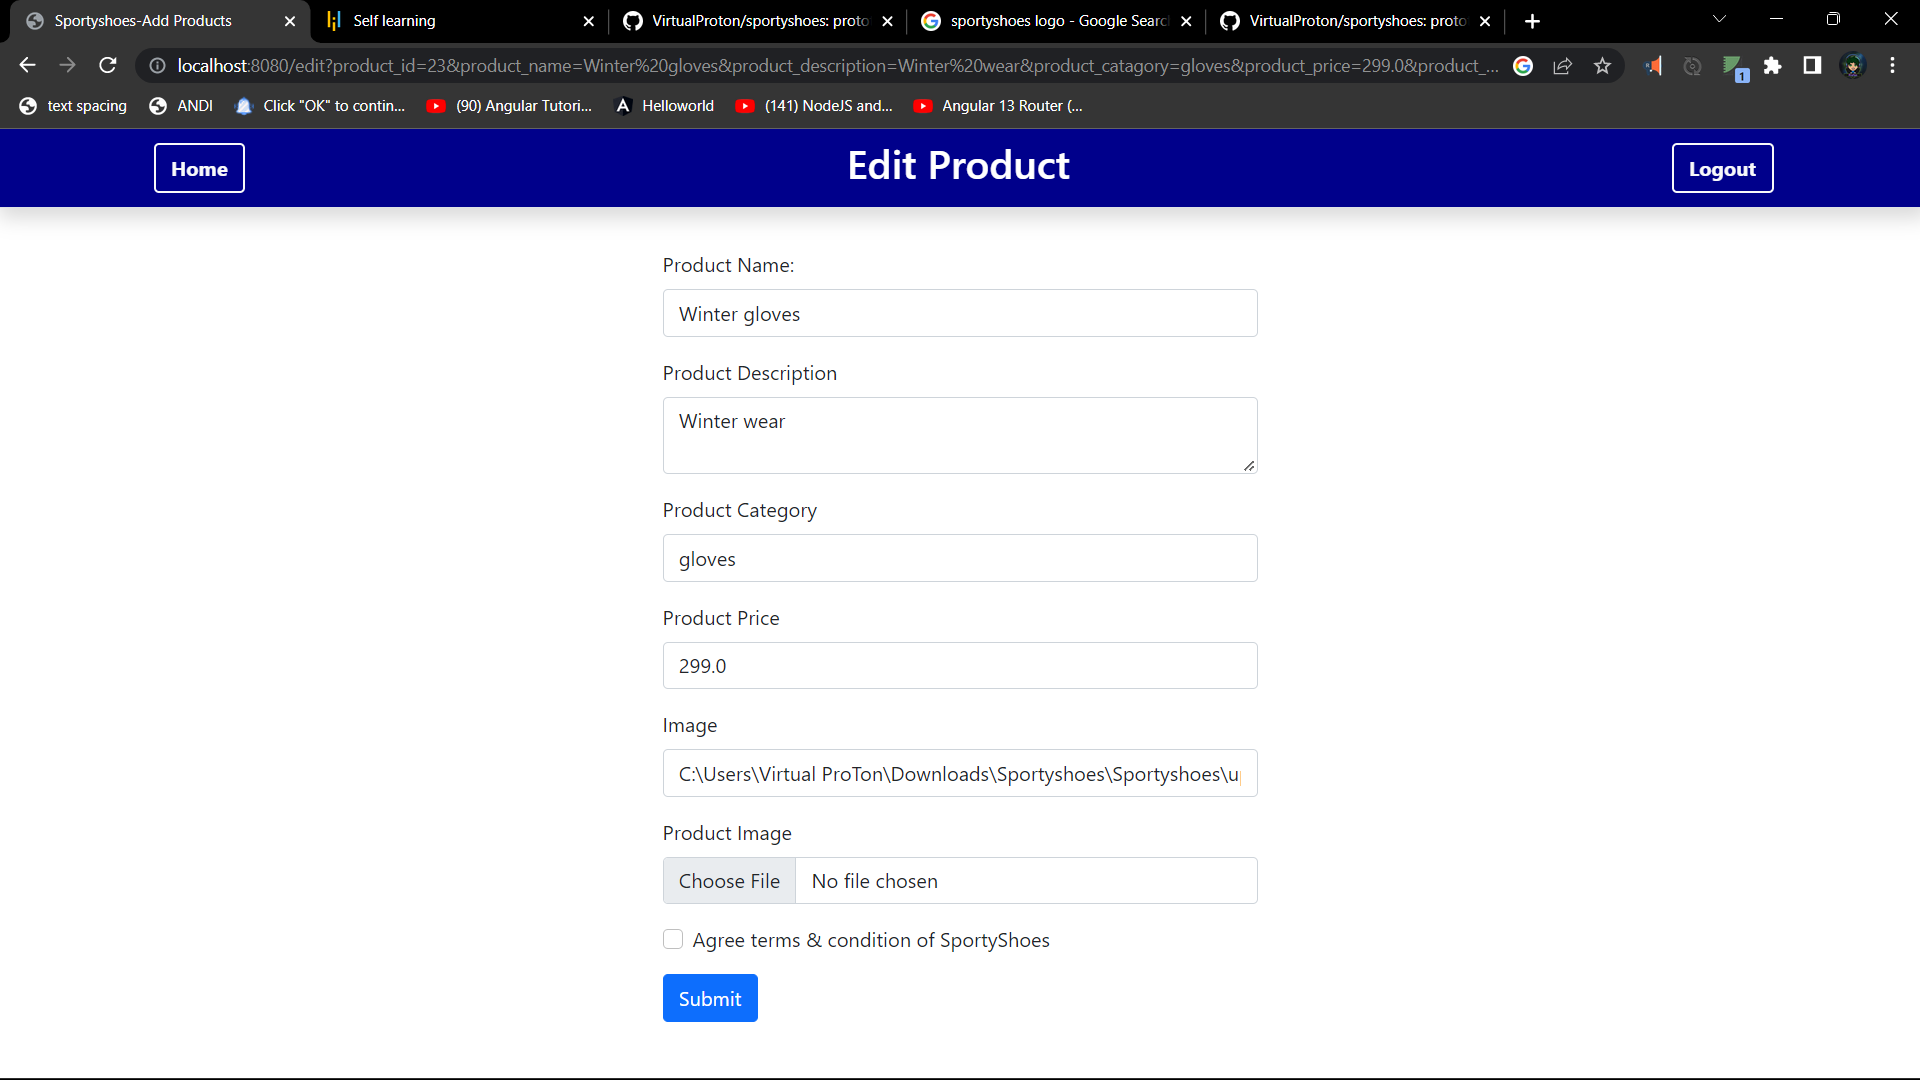 Sportyshoes-Add Products
Self learning
VirtualProton/sportyshoes: proto
sportyshoes logo - Google Searc
VirtualProton/sportyshoes: proto
localhost:8080/edit?product_id=23&product_name=Winter%20gloves&product_description=Winter%20wear&product_catagory=gloves&product_price=299.0&product_...
1
text spacing
ANDI
Click "OK" to contin...
(90) Angular Tutori...
Helloworld
(141) NodeJS and...
Angular 13 Router (...
Home
Edit Product
Logout
Product Name:
Winter gloves
Product Description
Winter wear
Product Category
gloves
Product Price
299.0
Image
C:\Users\Virtual ProTon\Downloads\Sportyshoes\Sportyshoes\u
Product Image
Choose File
No file chosen
Agree terms & condition of SportyShoes
Submit